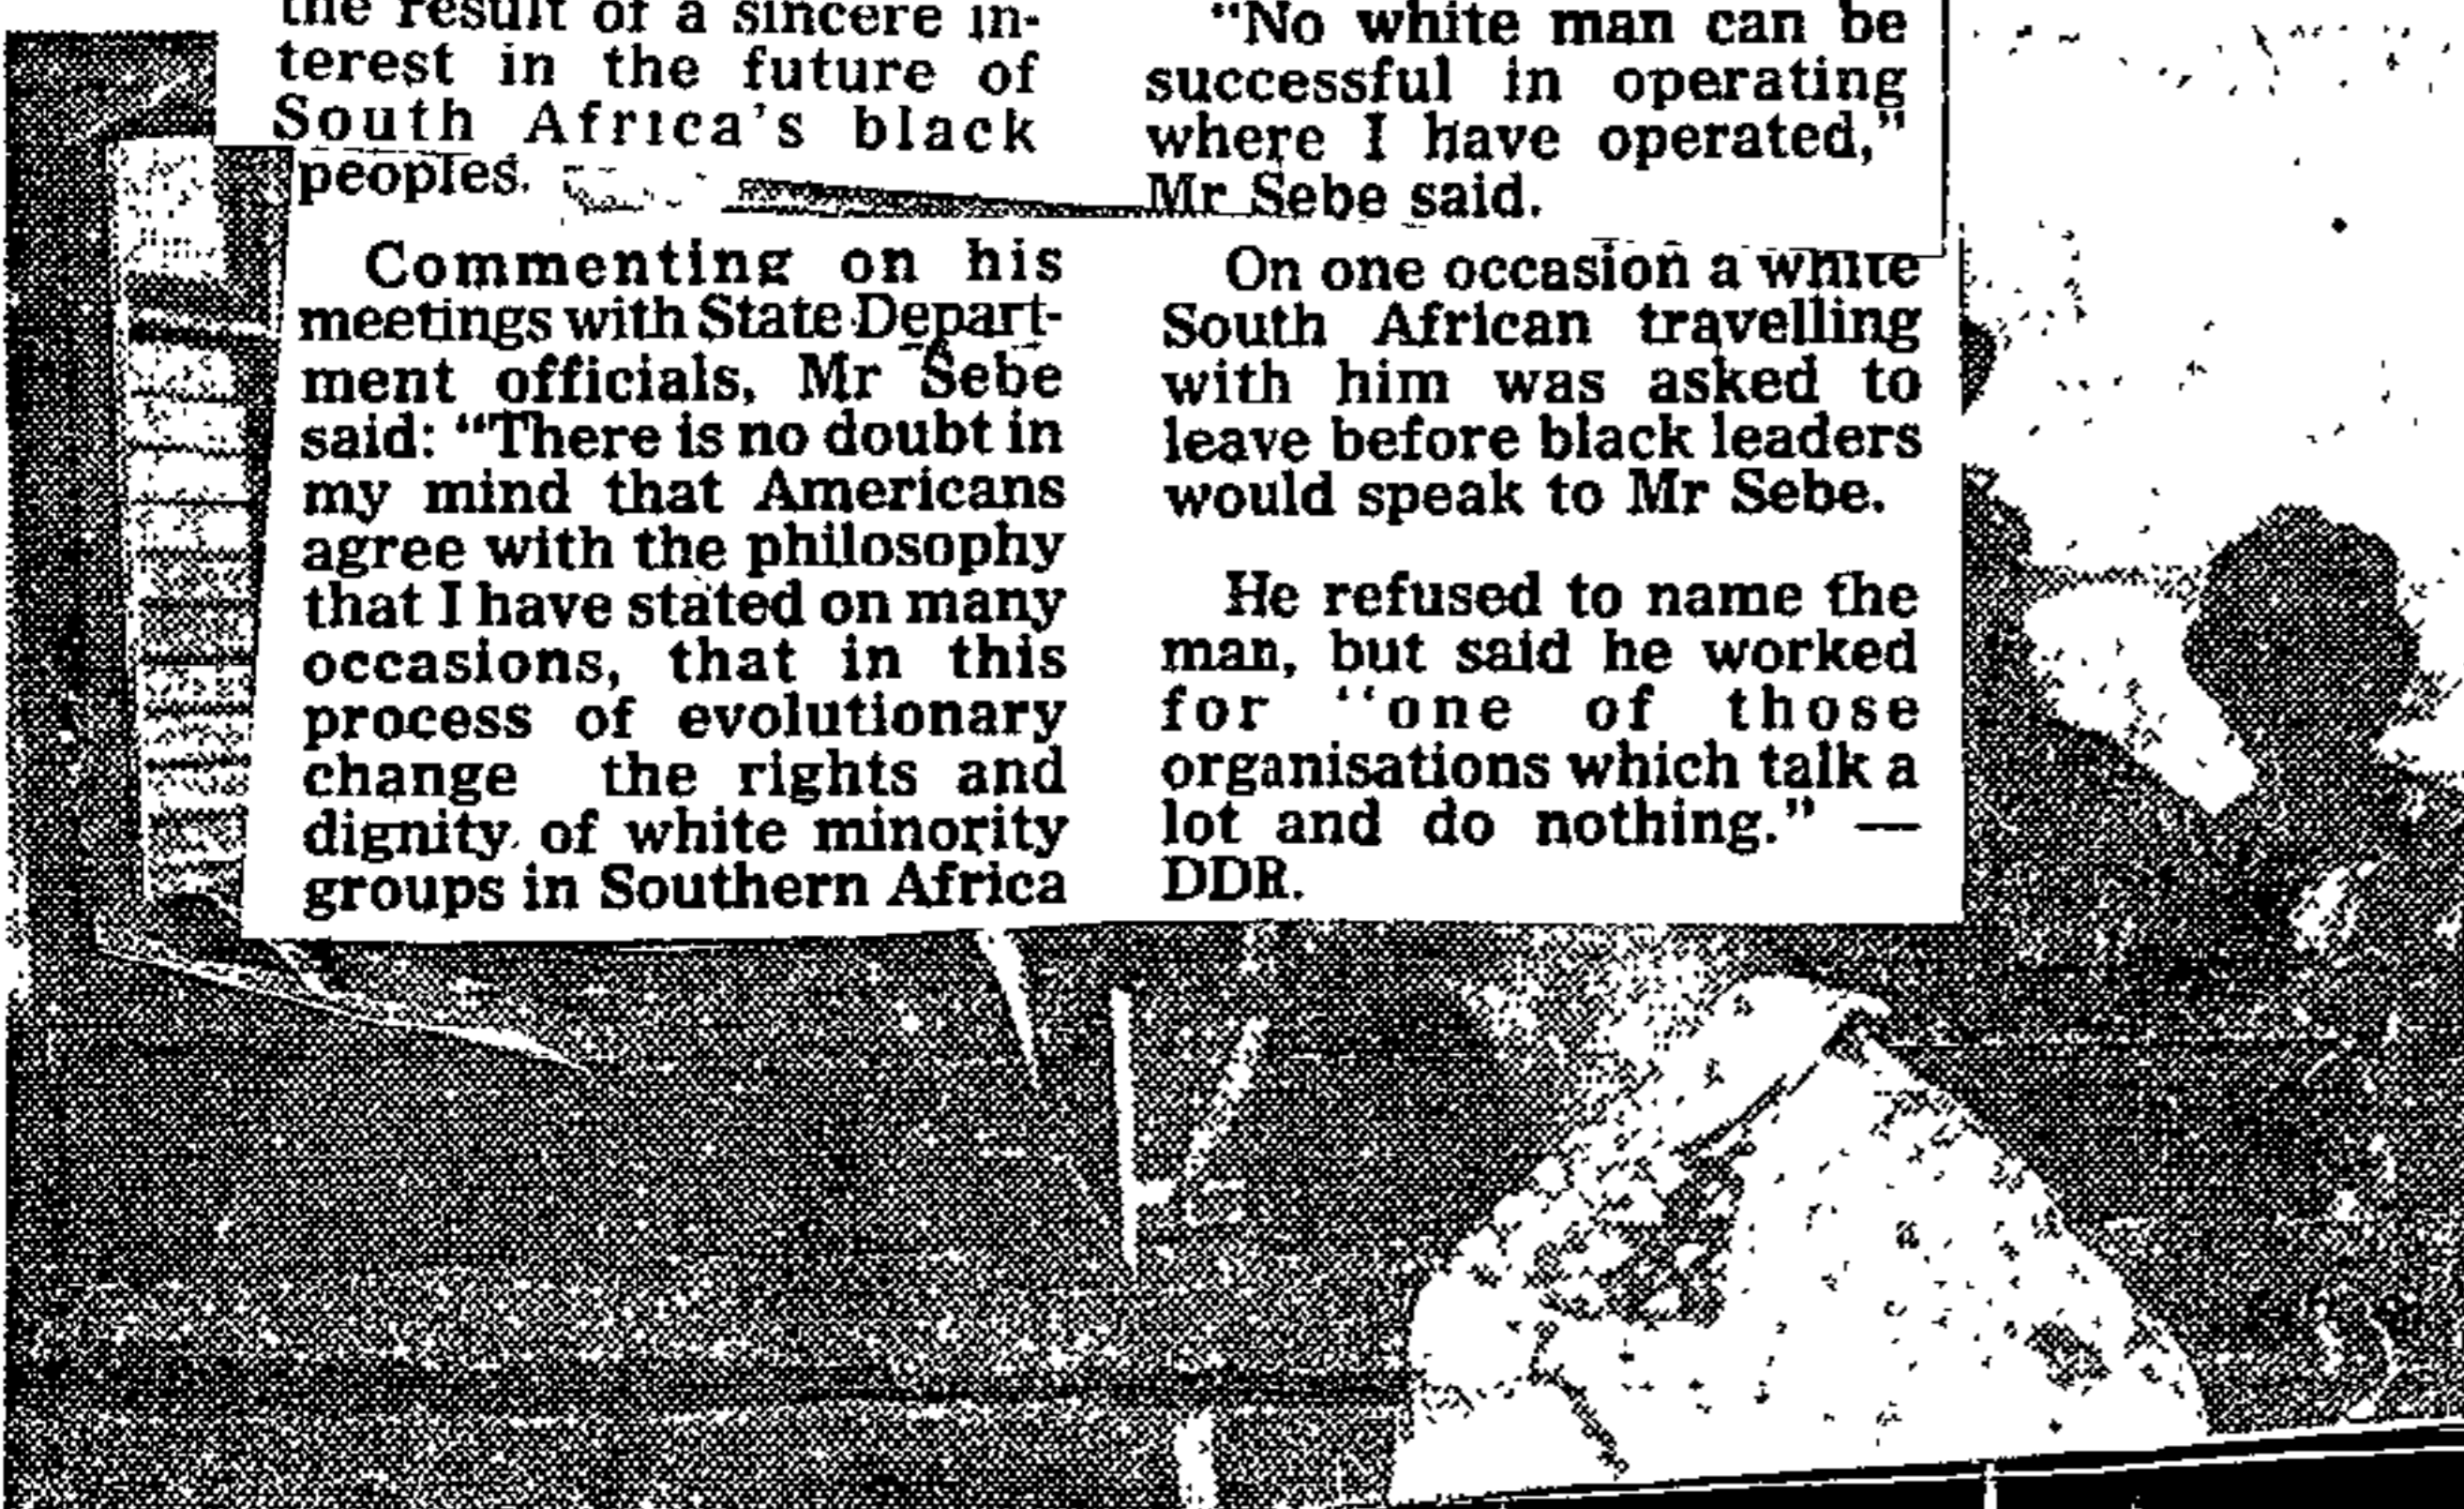 the result of a sincere in-
terest in the future of
South Africa's black
peoples.
Commenting on his
meetings with State Depart-
ment officials, Mr Sebe
said: "There is no doubt in
my mind that Americans
agree with the philosophy
that I have stated on many
occasions, that in this
process of evolutionary
change the rights and
dignity of white minority
groups in Southern Africa
"No white man can be
successful in operating
where I have operated,"
Mr Sebe said.
On one occasion a white
South African travelling
with him was asked to
leave before black leaders
would speak to Mr Sebe.
He refused to name the
man, but said he worked
for "one of those
organisations which talk a
lot and do nothing." —
DDR.